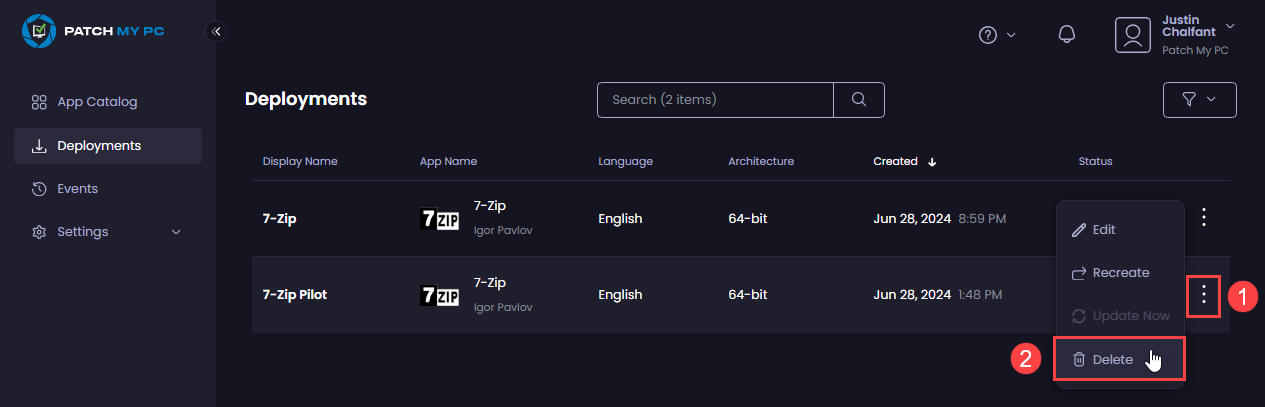 PATCH MY PC
Justin
Chalfant
Patch My PC
App Catalog
Deployments
Events
Settings
Deployments
Search (2 items)
Display Name App Name Language Architecture Created Status
7-Zip 7ZIP 7-Zip English 64-bit Jun 28, 2024 8:59 PM
Igor Pavlov
7-Zip Pilot 7ZIP 7-Zip English 64-bit Jun 28, 2024 1:48 PM
Igor Pavlov
Edit
Recreate
Update Now
Delete
1
2